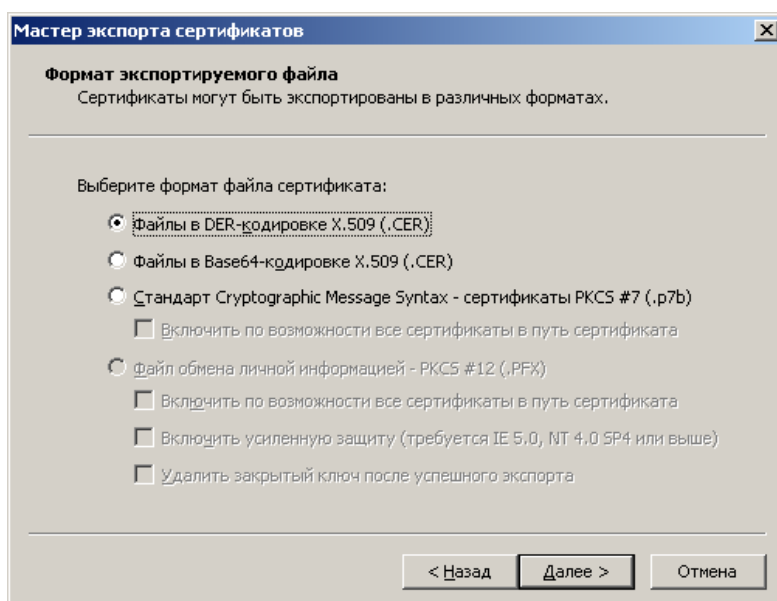 Мастер экспорта сертификатов
Формат экспортируемого файла
Сертификаты могут быть экспортированы в различных форматах.
Выберите формат файла сертификата:
Файлы в DER-кодировке X.509 (.CER)
Файлы в Base64-кодировке X.509 (.CER)
Стандарт Cryptographic Message Syntax - сертификаты PKCS #7 (.p7b)
Включить по возможности все сертификаты в путь сертификата
Файл обмена личной информацией - PKCS #12 (.PFX)
Включить по возможности все сертификаты в путь сертификата
Включить усиленную защиту (требуется IE 5.0, NT 4.0 SP4 или выше)
Удалить закрытый ключ после успешного экспорта
< Назад Далее > Отмена